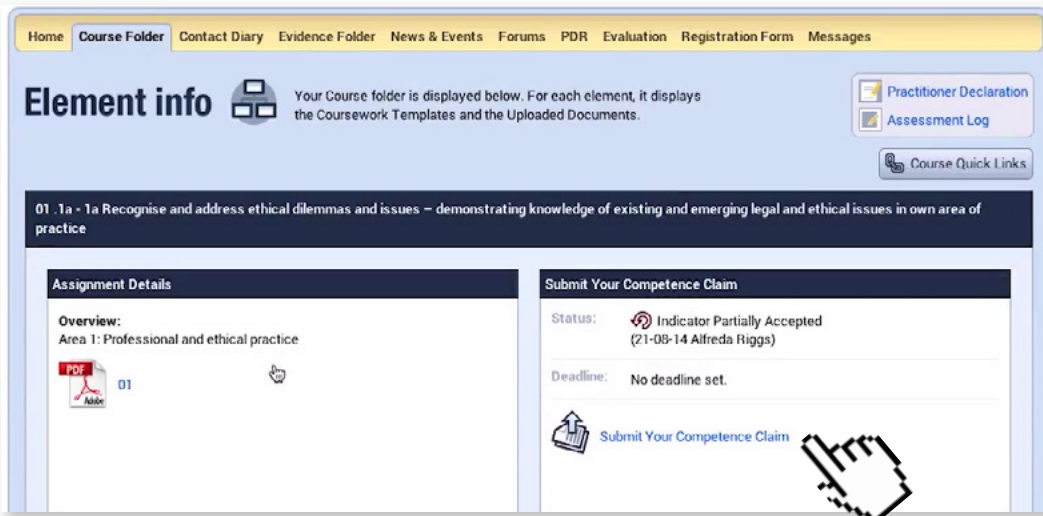 Home Course Folder Contact Diary Evidence Folder News & Events Forums PDR Evaluation Registration Form Messages
Element info
Your Course folder is displayed below. For each element, it displays
the Coursework Templates and the Uploaded Documents.
Practitioner Declaration
Assessment Log
Course Quick Links
01 .1a - 1a Recognise and address ethical dilemmas and issues – demonstrating knowledge of existing and emerging legal and ethical issues in own area of
practice
Assignment Details
Overview:
Area 1: Professional and ethical practice
PDF
Adobe
01
Submit Your Competence Claim
Status: Indicator Partially Accepted
(21-08-14 Alfreda Riggs)
Deadline: No deadline set.
Submit Your Competence Claim